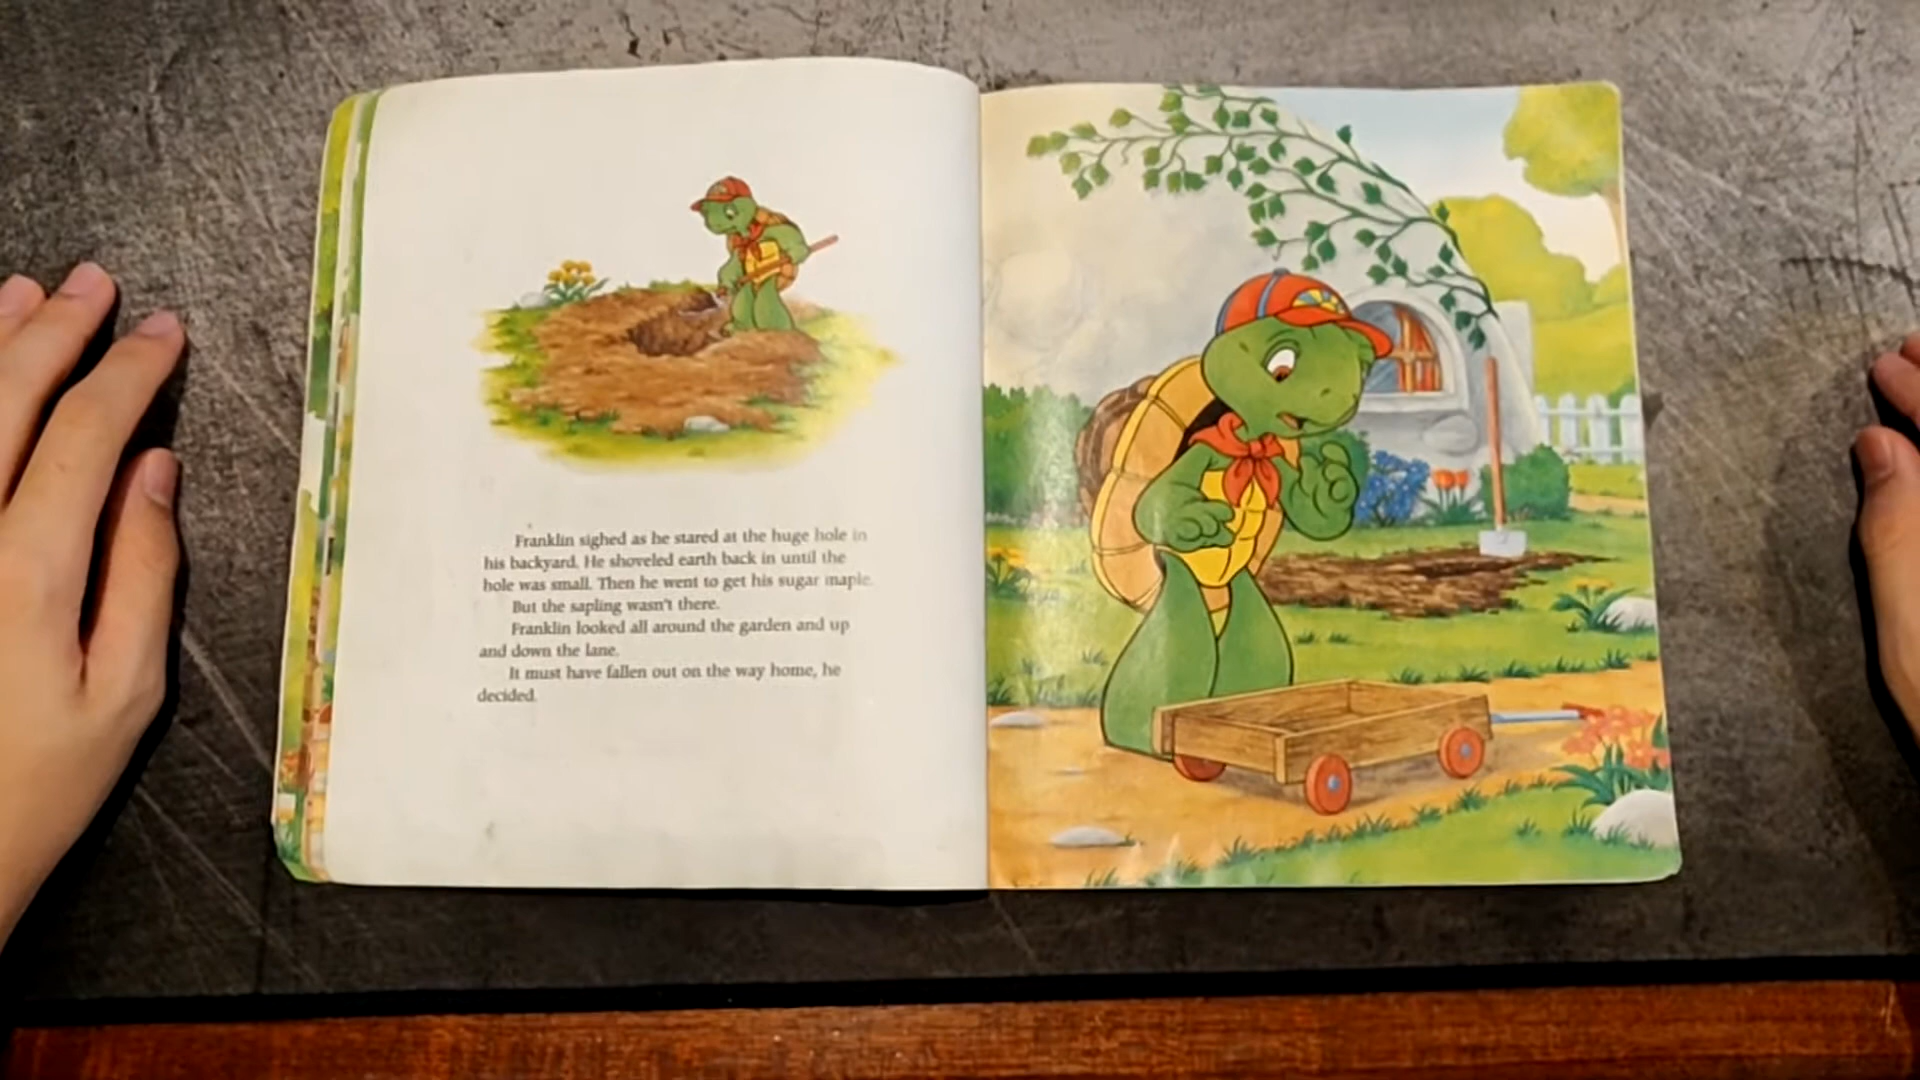 Franklin sighed as he stared at the huge hole in
his backyard. He shoveled earth back in until the
hole was small. Then he went to get his sugar maple.
But the sapling wasn't there.
Franklin looked all around the garden and up
and down the lane.
It must have fallen out on the way home, he
decided.